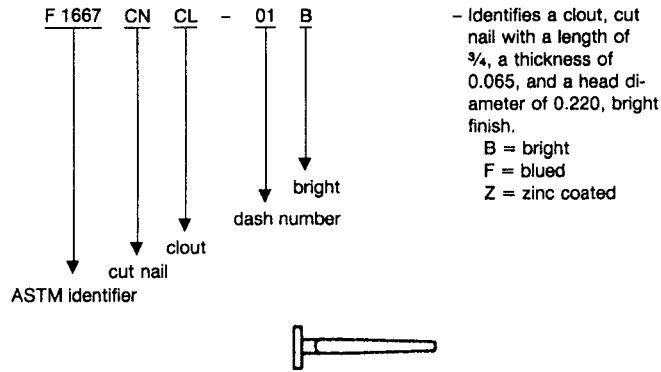 F 1667 CN CL - 01 B
– Identifies a clout, cut
nail with a length of
¾, a thickness of
0.065, and a head di-
ameter of 0.220, bright
finish.
B = bright
F = blued
Z = zinc coated
bright
dash number
clout
cut nail
ASTM identifier